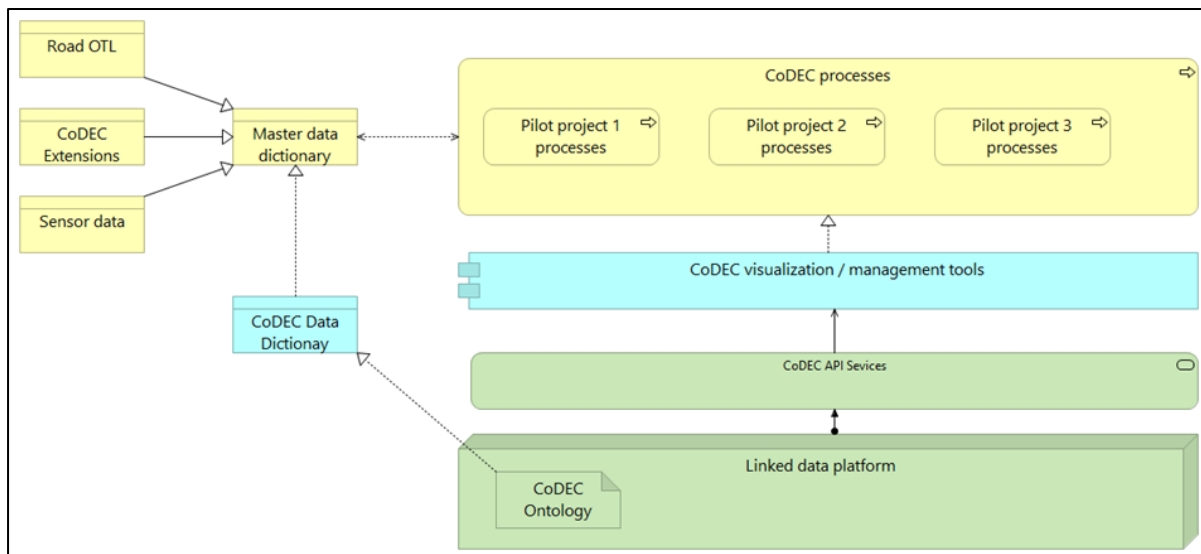 Road OTL
CoDEC
Extensions
Sensor data
Master data
dictionary
CoDEC Data
Dictionay
CoDEC processes
Pilot project 1
processes
Pilot project 2
processes
Pilot project 3
processes
CoDEC visualization / management tools
CoDEC API Sevices
Linked data platform
CoDEC
Ontology